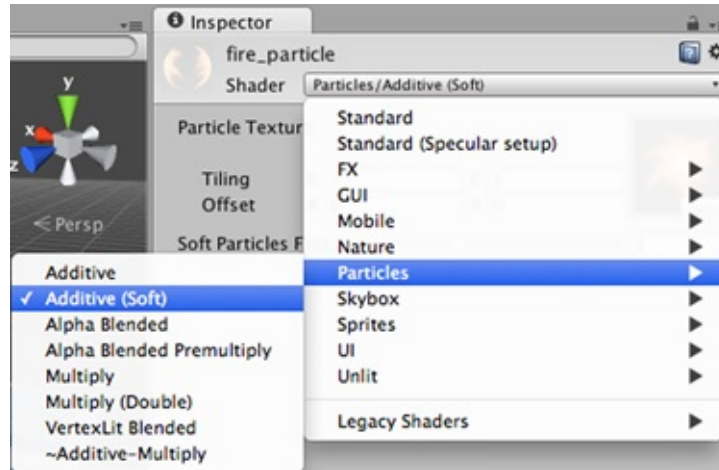 Inspector
fire_particle
Shader Particles/Additive (Soft)
y
x
z
Persp
Particle Textur
Tiling
Offset
Soft Particles F
Standard
Standard (Specular setup)
FX
GUI
Mobile
Nature
Particles
Skybox
Sprites
UI
Unlit
Legacy Shaders
Additive
✓ Additive (Soft)
Alpha Blended
Alpha Blended Premultiply
Multiply
Multiply (Double)
VertexLit Blended
~Additive-Multiply